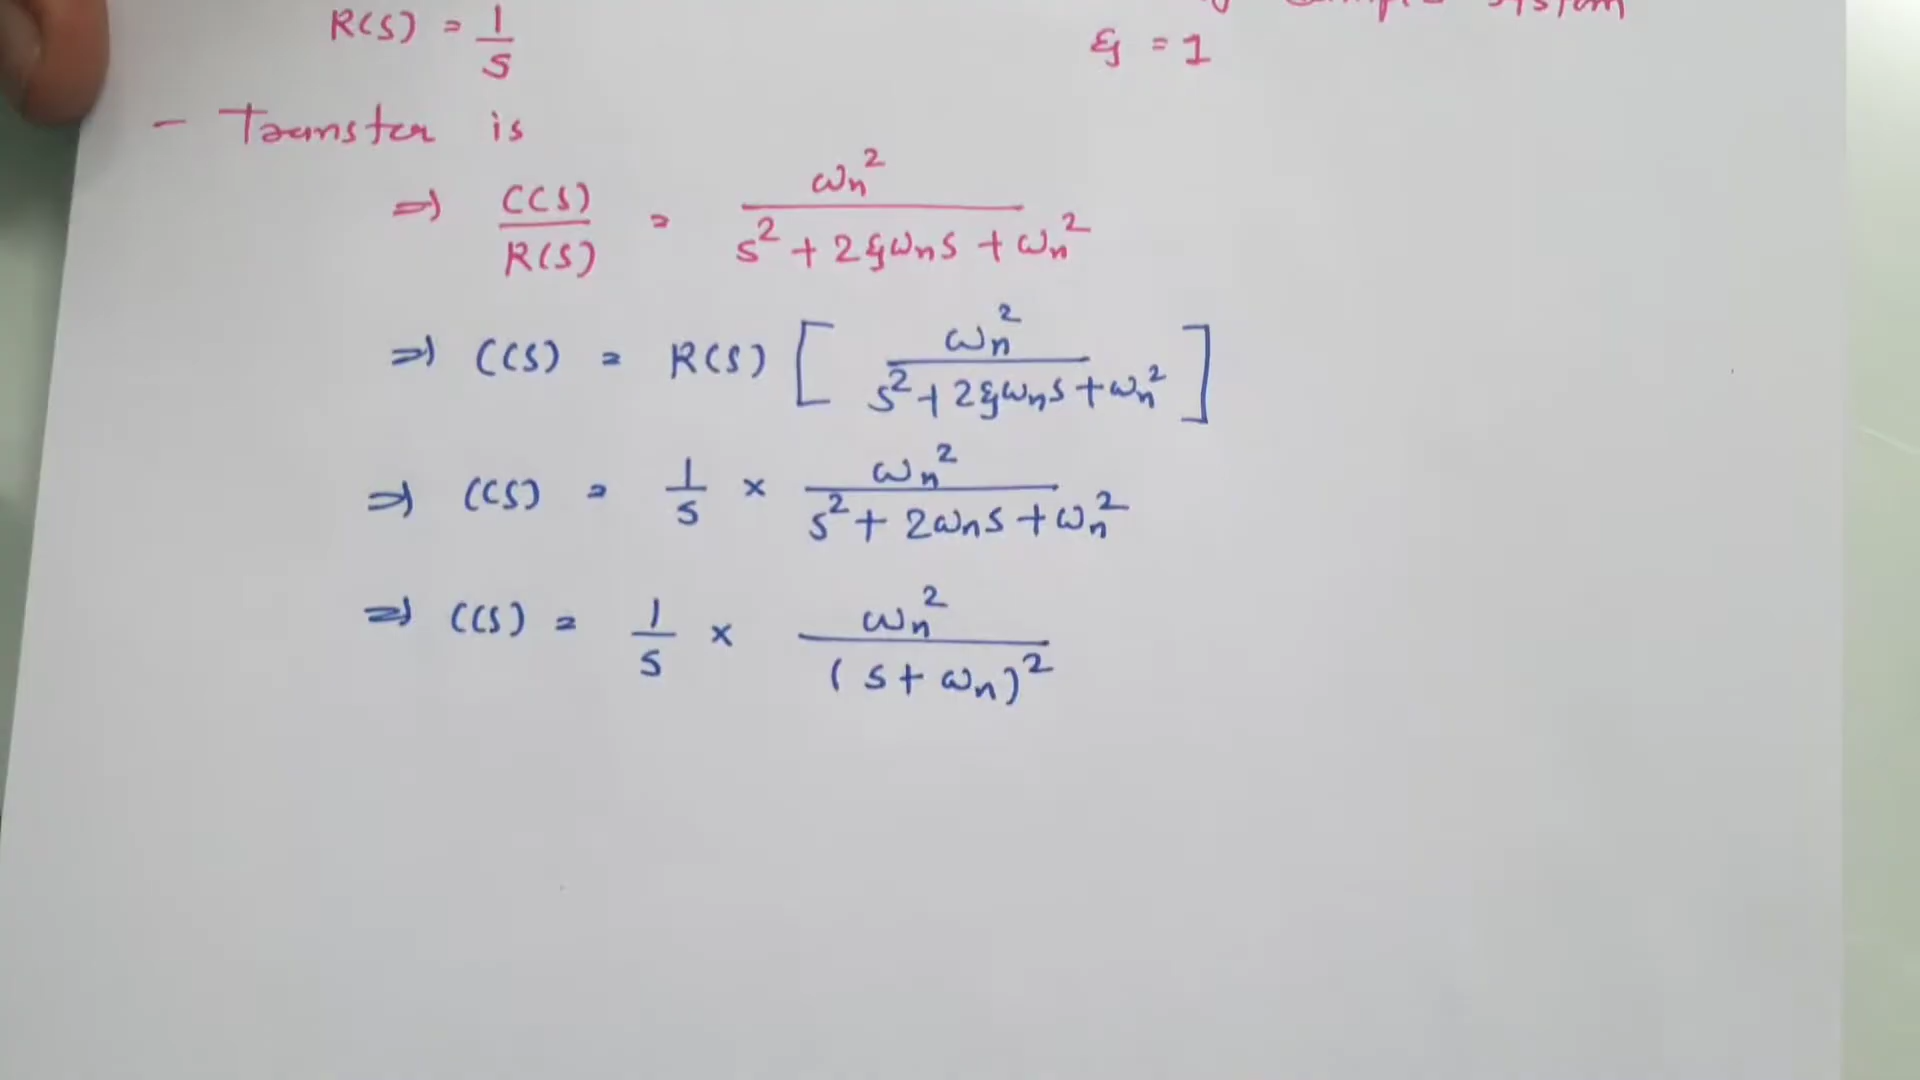 system
R(S) = 1/s
ξ = 1
- Transfer is
⇒ C(S)/R(S) = ωn²/(s² + 2ξωns + ωn²)
⇒ C(S) = R(S) [ωn²/(s² + 2ξωns + ωn²)]
⇒ C(S) = 1/s × ωn²/(s² + 2ωns + ωn²)
⇒ C(S) = 1/s × ωn²/(s + ωn)²